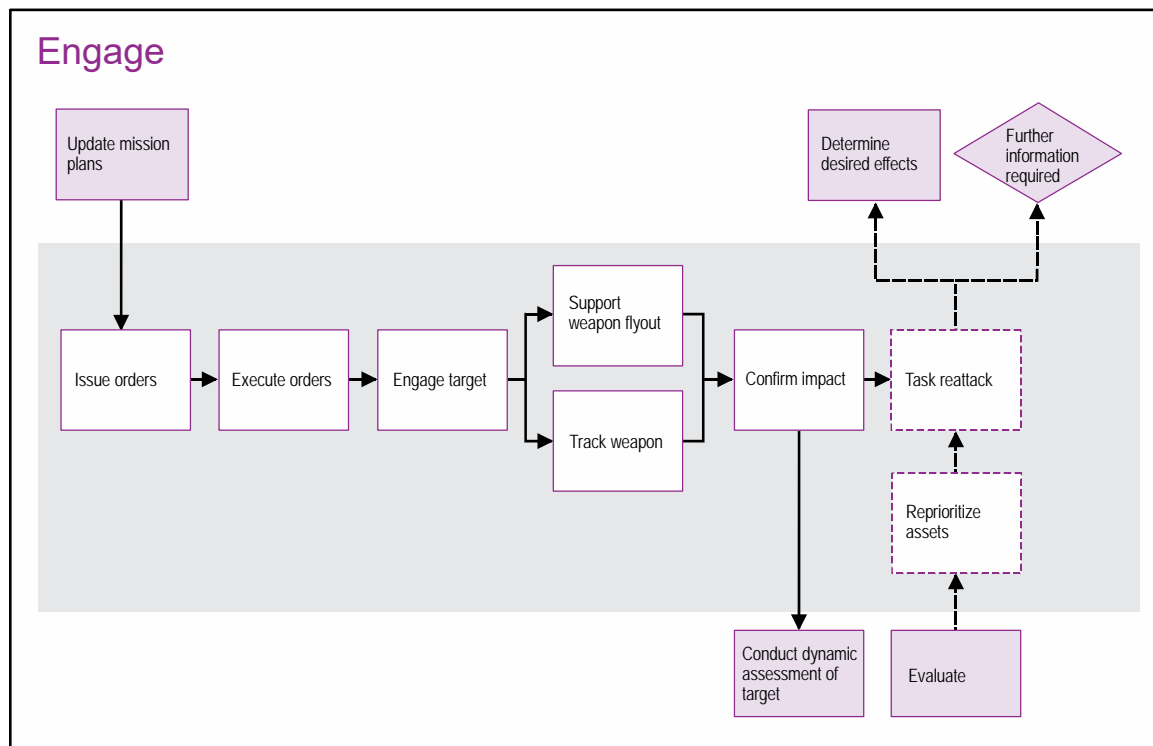 Engage
Update mission
plans
Determine
desired effects
Further
information
required
Support
weapon flyout
Issue orders
Execute orders
Engage target
Confirm impact
Task reattack
Track weapon
Reprioritize
assets
Conduct dynamic
assessment of
target
Evaluate